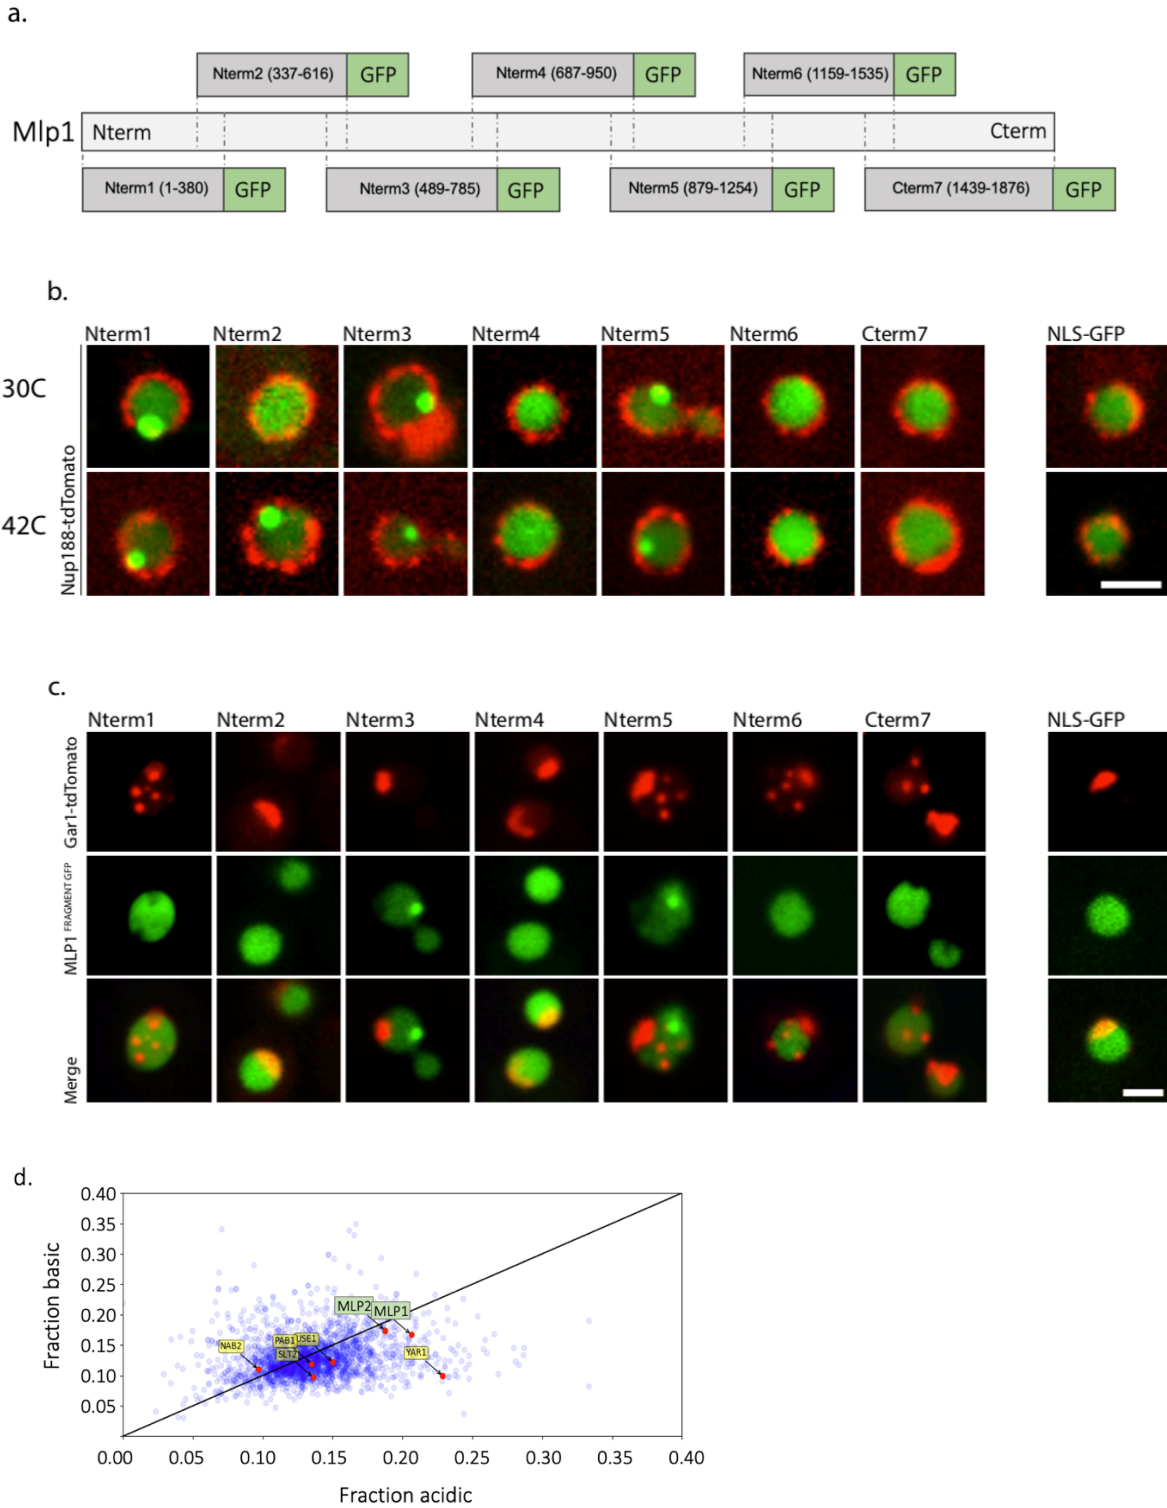 a.
Nterm2 (337-616) GFP Nterm4 (687-950) GFP Nterm6 (1159-1535) GFP
Mlp1 Nterm Cterm
Nterm1 (1-380) GFP Nterm3 (489-785) GFP Nterm5 (879-1254) GFP Cterm7 (1439-1876) GFP
b.
Nterm1 Nterm2 Nterm3 Nterm4 Nterm5 Nterm6 Cterm7 NLS-GFP
30C
42C
Nup188-tdTomato
c.
Nterm1 Nterm2 Nterm3 Nterm4 Nterm5 Nterm6 Cterm7 NLS-GFP
Gar1-tdTomato
MLP1 FRAGMENT GFP
Merge
d.
0.40
0.35
0.30
0.25
0.20
0.15
0.10
0.05
Fraction basic
MLP2 MLP1
NAB2 PAB1 USE1
SLT2 YAR1
0.00 0.05 0.10 0.15 0.20 0.25 0.30 0.35 0.40
Fraction acidic